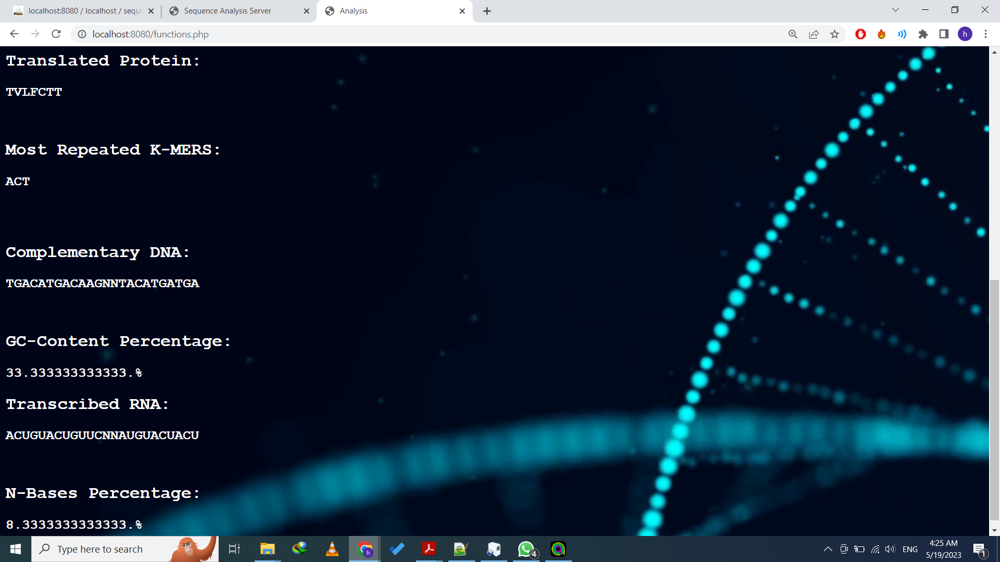 localhost:8080 / localhost / seque
Sequence Analysis Server
Analysis
localhost:8080/functions.php
h
Translated Protein:
TVLFCTT
Most Repeated K-MERS:
ACT
Complementary DNA:
TGACATGACAAGNNTACATGATGA
GC-Content Percentage:
33.333333333333.%
Transcribed RNA:
ACUGUACUGUUCNNAUGUACUACU
N-Bases Percentage:
8.3333333333333.%
Type here to search
h
4
ENG
4:25 AM
5/19/2023
1